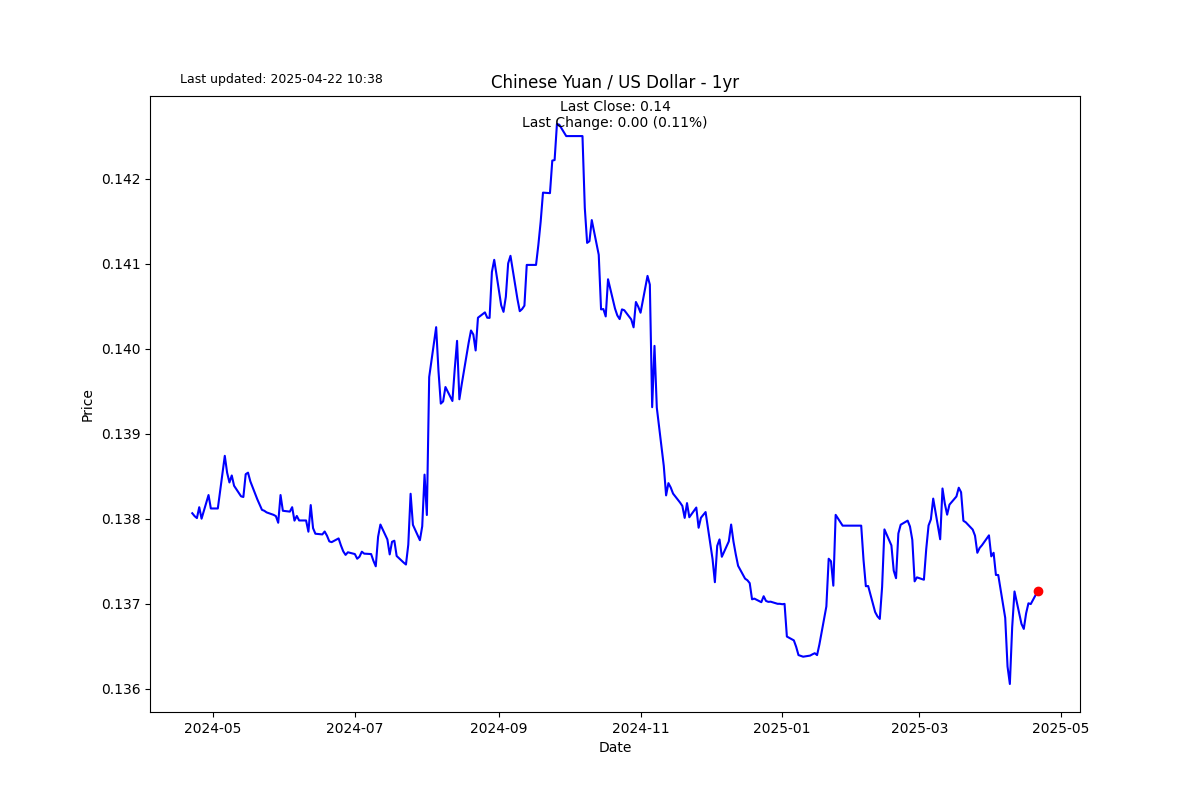 Last updated: 2025-04-22 10:38
Chinese Yuan / US Dollar - 1yr
Last Close: 0.14
Last Change: 0.00 (0.11%)
0.142
0.141
0.140
0.139
0.138
0.137
0.136
Price
2024-05 2024-07 2024-09 2024-11 2025-01 2025-03 2025-05
Date